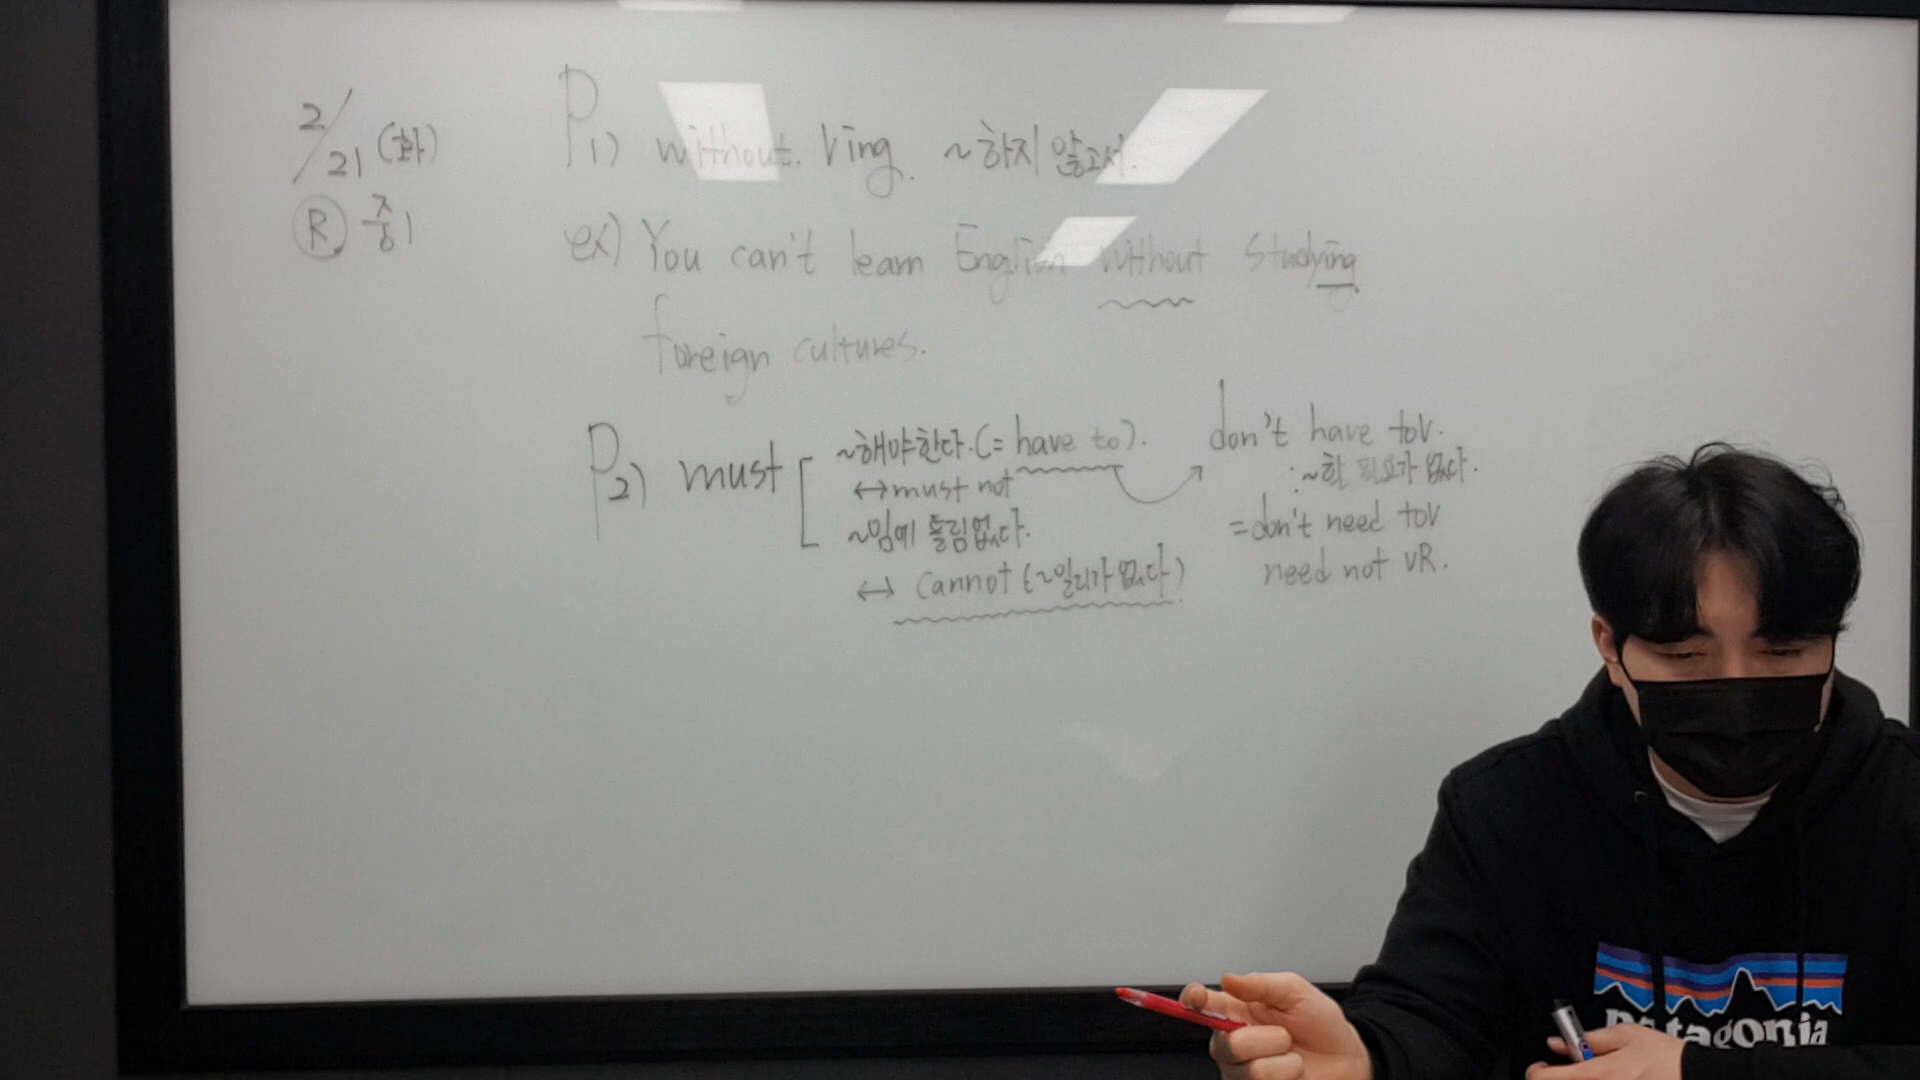 2/21 (화)
Ⓡ 중1
P1) without. Ving. ~하지 않고서.
ex) You can't learn English without studying
foreign cultures.
P2) must [ ~해야한다.(= have to).
↔ must not
~임에 틀림없다.
↔ cannot (~일리가 없다)
don't have toV.
: ~할 필요가 없다.
= don't need toV
need not VR.
Patagonia